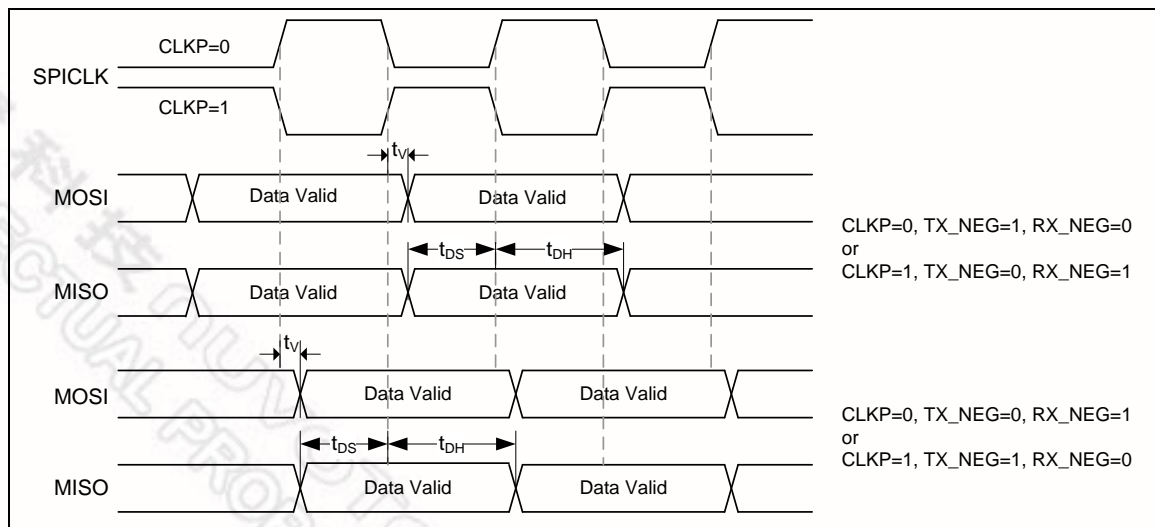 CLKP=0
SPICLK
CLKP=1
tV
MOSI
Data Valid
Data Valid
tDS
tDH
CLKP=0, TX_NEG=1, RX_NEG=0
or
CLKP=1, TX_NEG=0, RX_NEG=1
MISO
Data Valid
Data Valid
tV
MOSI
Data Valid
Data Valid
CLKP=0, TX_NEG=0, RX_NEG=1
or
CLKP=1, TX_NEG=1, RX_NEG=0
tDS
tDH
MISO
Data Valid
Data Valid
科技 nuvoton